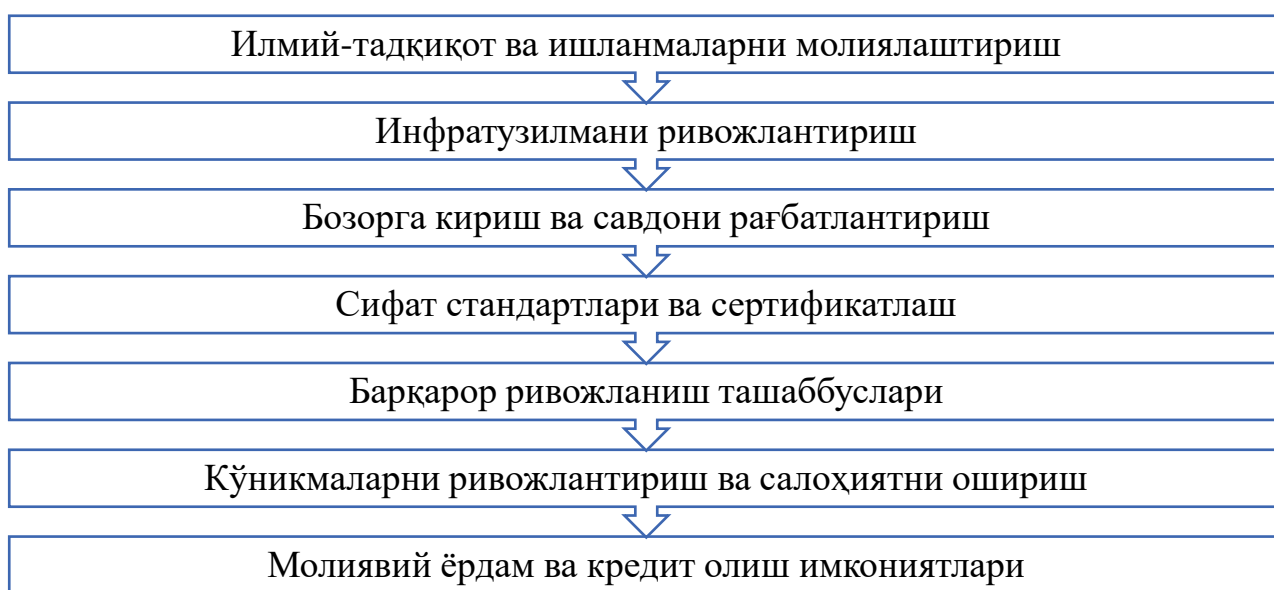 Илмий-тадқиқот ва ишланмаларни молиялаштириш
Инфратузилмани ривожлантириш
Бозорга кириш ва савдони рағбатлантириш
Сифат стандартлари ва сертификатлаш
Барқарор ривожланиш ташаббуслари
Кўникмаларни ривожлантириш ва салоҳиятни ошириш
Молиявий ёрдам ва кредит олиш имкониятлари